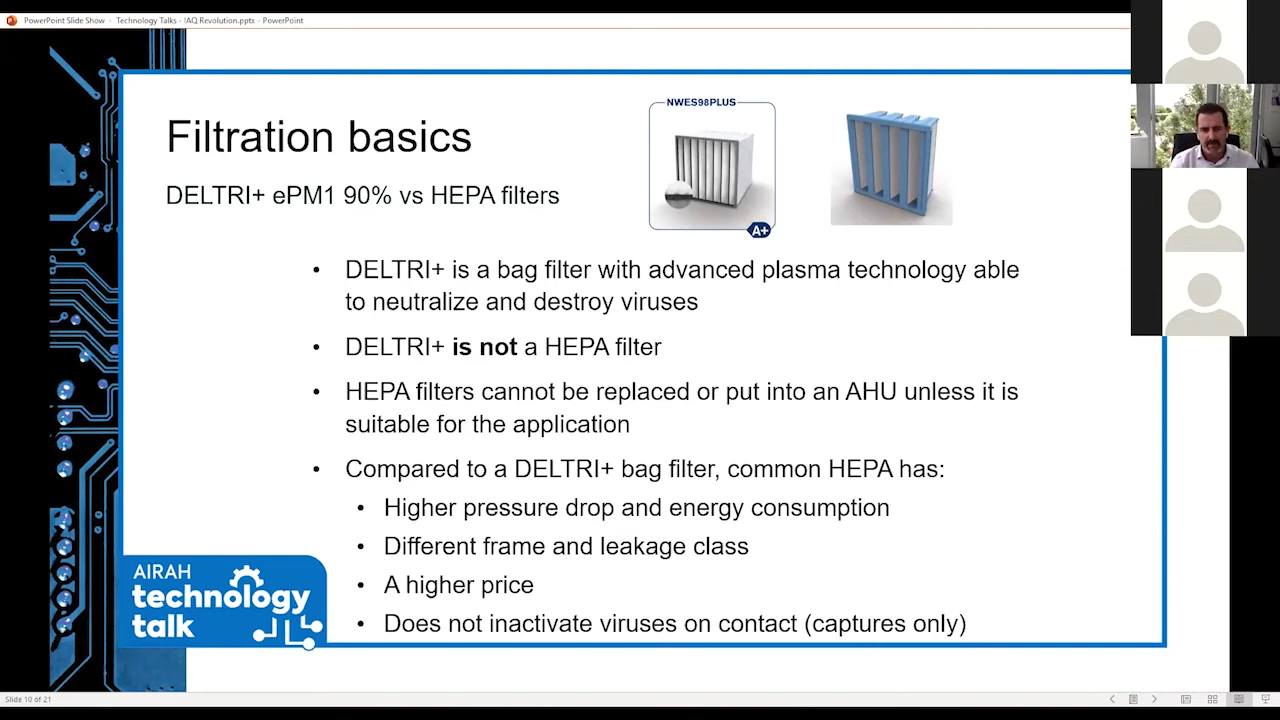 PowerPoint Slide Show - Technology Talks - IAQ Revolution.pptx - PowerPoint
Filtration basics
NWES98PLUS
A+
DELTRI+ ePM1 90% vs HEPA filters
• DELTRI+ is a bag filter with advanced plasma technology able
to neutralize and destroy viruses
• DELTRI+ is not a HEPA filter
• HEPA filters cannot be replaced or put into an AHU unless it is
suitable for the application
• Compared to a DELTRI+ bag filter, common HEPA has:
• Higher pressure drop and energy consumption
• Different frame and leakage class
• A higher price
• Does not inactivate viruses on contact (captures only)
AIRAH
technology
talk
Slide 10 of 21